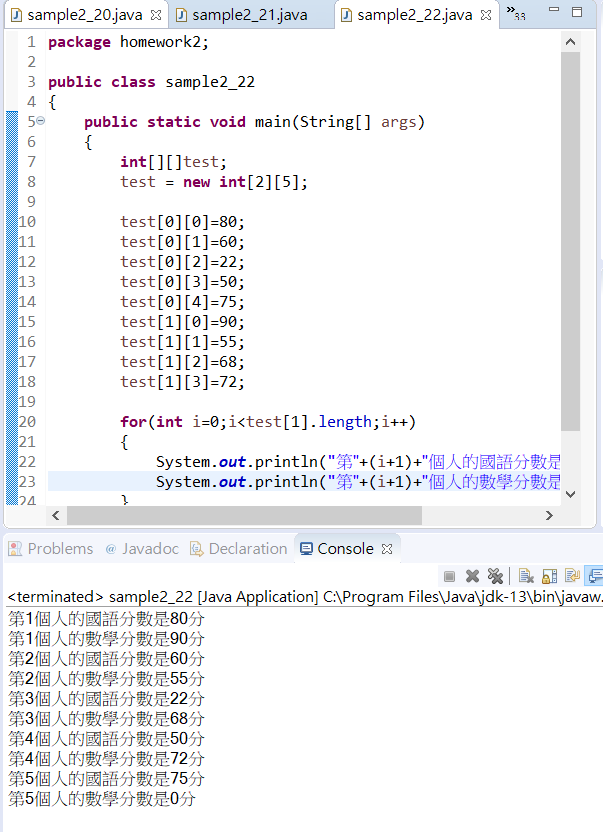 sample2_20.java sample2_21.java sample2_22.java »33
1 package homework2;
2
3 public class sample2_22
4 {
5 public static void main(String[] args)
6 {
7 int[][]test;
8 test = new int[2][5];
9
10 test[0][0]=80;
11 test[0][1]=60;
12 test[0][2]=22;
13 test[0][3]=50;
14 test[0][4]=75;
15 test[1][0]=90;
16 test[1][1]=55;
17 test[1][2]=68;
18 test[1][3]=72;
19
20 for(int i=0;i<test[1].length;i++)
21 {
22 System.out.println("第"+(i+1)+"個人的國語分數是
23 System.out.println("第"+(i+1)+"個人的數學分數是
24 }
Problems @ Javadoc Declaration Console
<terminated> sample2_22 [Java Application] C:\Program Files\Java\jdk-13\bin\javaw.
第1個人的國語分數是80分
第1個人的數學分數是90分
第2個人的國語分數是60分
第2個人的數學分數是55分
第3個人的國語分數是22分
第3個人的數學分數是68分
第4個人的國語分數是50分
第4個人的數學分數是72分
第5個人的國語分數是75分
第5個人的數學分數是0分